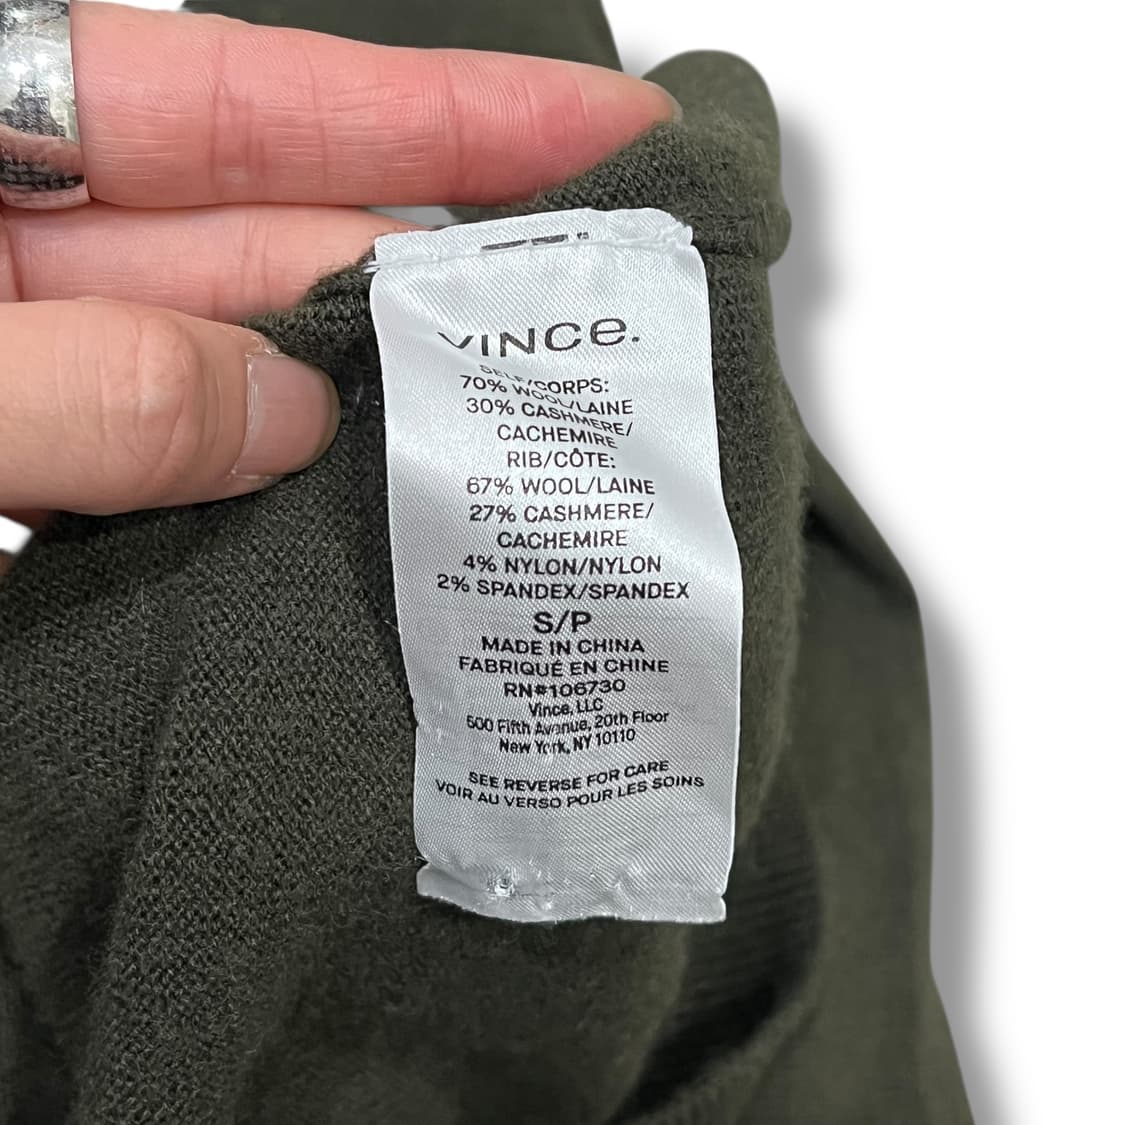 VINCE.
SELF/CORPS:
70% WOOL/LAINE
30% CASHMERE/
CACHEMIRE
RIB/CÔTE:
67% WOOL/LAINE
27% CASHMERE/
CACHEMIRE
4% NYLON/NYLON
2% SPANDEX/SPANDEX
S/P
MADE IN CHINA
FABRIQUÉ EN CHINE
RN#106730
Vince, LLC
500 Fifth Avenue, 20th Floor
New York, NY 10110
SEE REVERSE FOR CARE
VOIR AU VERSO POUR LES SOINS